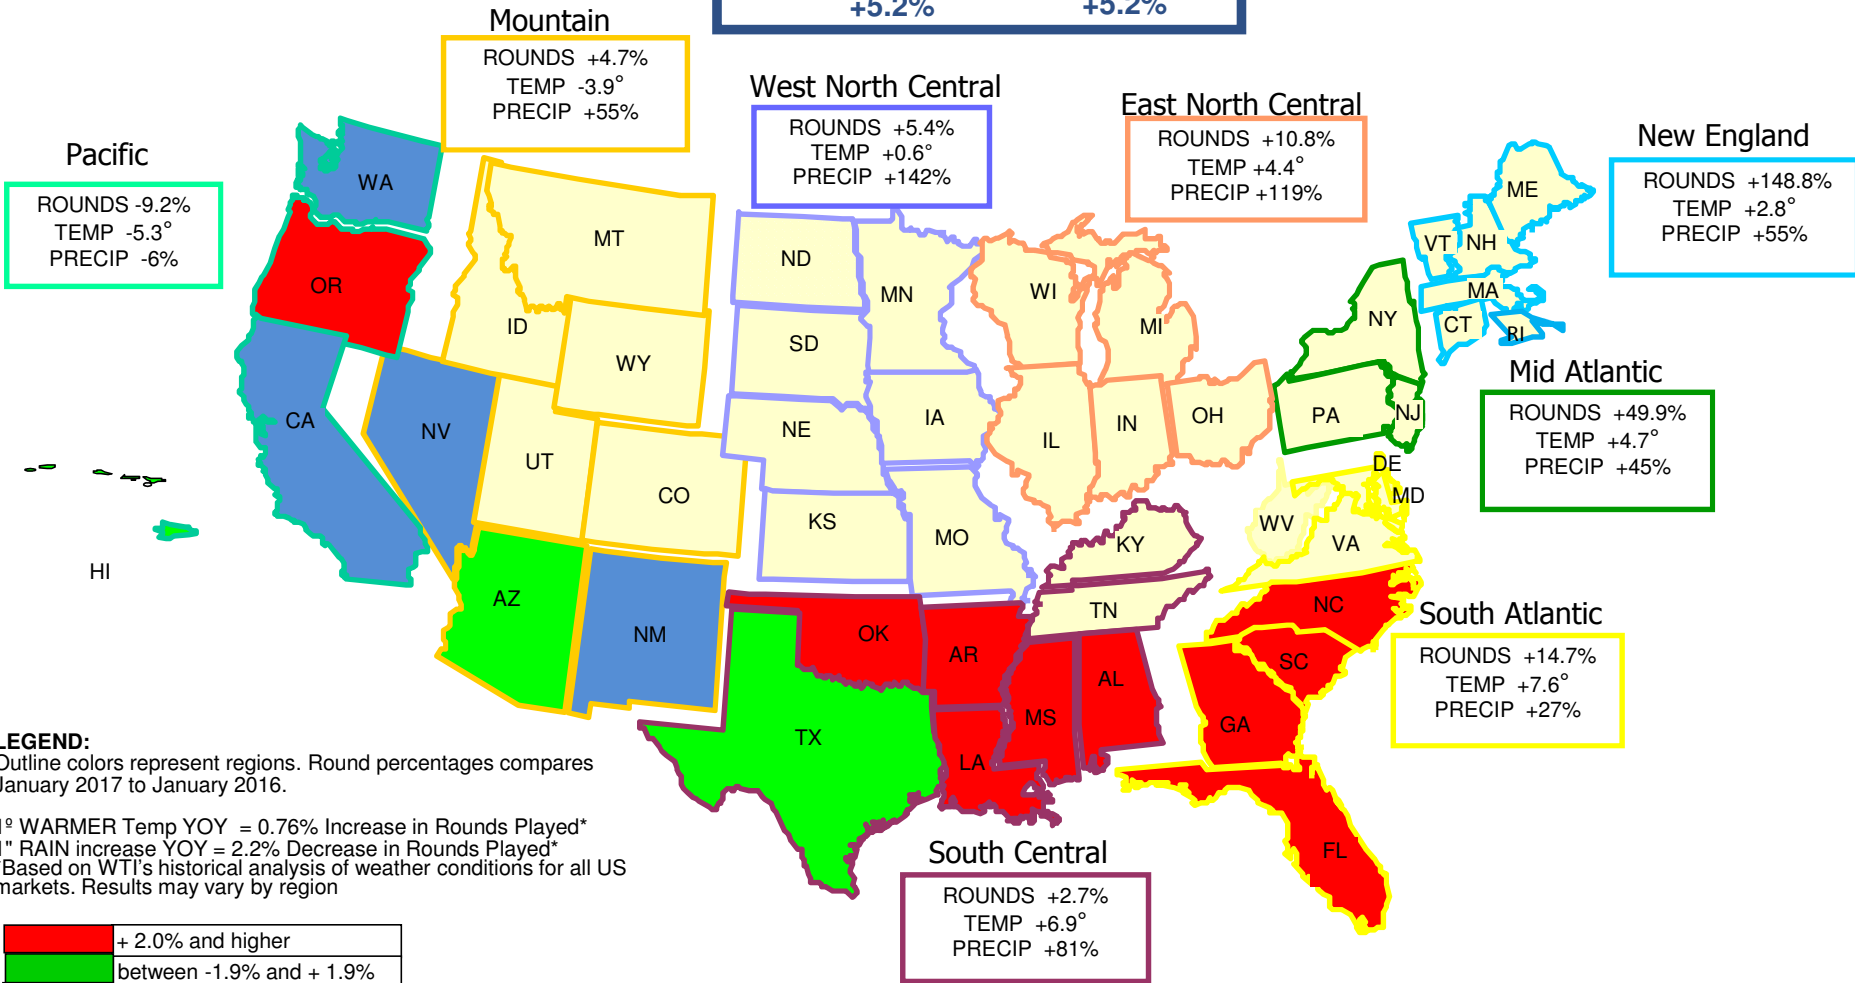 +5.2% +5.2%
Mountain
ROUNDS +4.7%
TEMP -3.9°
PRECIP +55%
West North Central
ROUNDS +5.4%
TEMP +0.6°
PRECIP +142%
East North Central
ROUNDS +10.8%
TEMP +4.4°
PRECIP +119%
New England
ROUNDS +148.8%
TEMP +2.8°
PRECIP +55%
Pacific
ROUNDS -9.2%
TEMP -5.3°
PRECIP -6%
Mid Atlantic
ROUNDS +49.9%
TEMP +4.7°
PRECIP +45%
South Atlantic
ROUNDS +14.7%
TEMP +7.6°
PRECIP +27%
South Central
ROUNDS +2.7%
TEMP +6.9°
PRECIP +81%
WA
OR
CA
NV
HI
MT
ID
WY
UT
CO
AZ
NM
ND
SD
NE
KS
MN
IA
MO
WI
MI
IL
IN
OH
ME
VT
NH
MA
CT
RI
NY
PA
NJ
DE
MD
WV
VA
NC
SC
GA
FL
KY
TN
OK
AR
TX
LA
MS
AL
LEGEND:
Outline colors represent regions. Round percentages compares
January 2017 to January 2016.
1º WARMER Temp YOY = 0.76% Increase in Rounds Played*
1" RAIN increase YOY = 2.2% Decrease in Rounds Played*
*Based on WTI's historical analysis of weather conditions for all US
markets. Results may vary by region
+ 2.0% and higher
between -1.9% and + 1.9%